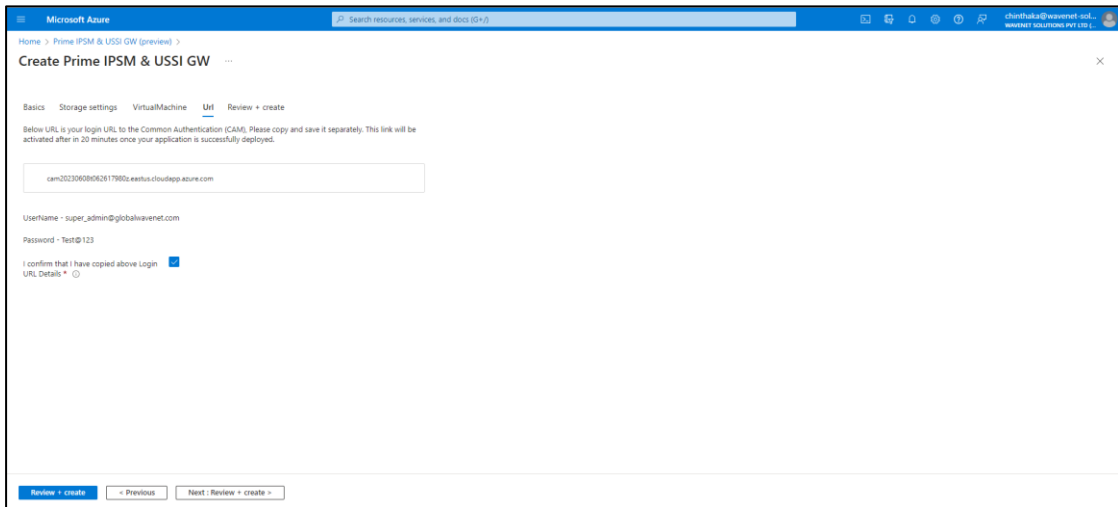 Microsoft Azure
Search resources, services, and docs (G+/)
chinthaka@wavenet-sol...
WAVENET SOLUTIONS PVT LTD (...
Home > Prime IPSM & USSI GW (preview) >
Create Prime IPSM & USSI GW ...
Basics Storage settings VirtualMachine Url Review + create
Below URL is your login URL to the Common Authentication (CAM), Please copy and save it separately. This link will be
activated after in 20 minutes once your application is successfully deployed.
cam20230608t062617980z.eastus.cloudapp.azure.com
UserName - super_admin@globalwavenet.com
Password - Test@123
I confirm that I have copied above Login
URL Details *
Review + create < Previous Next : Review + create >